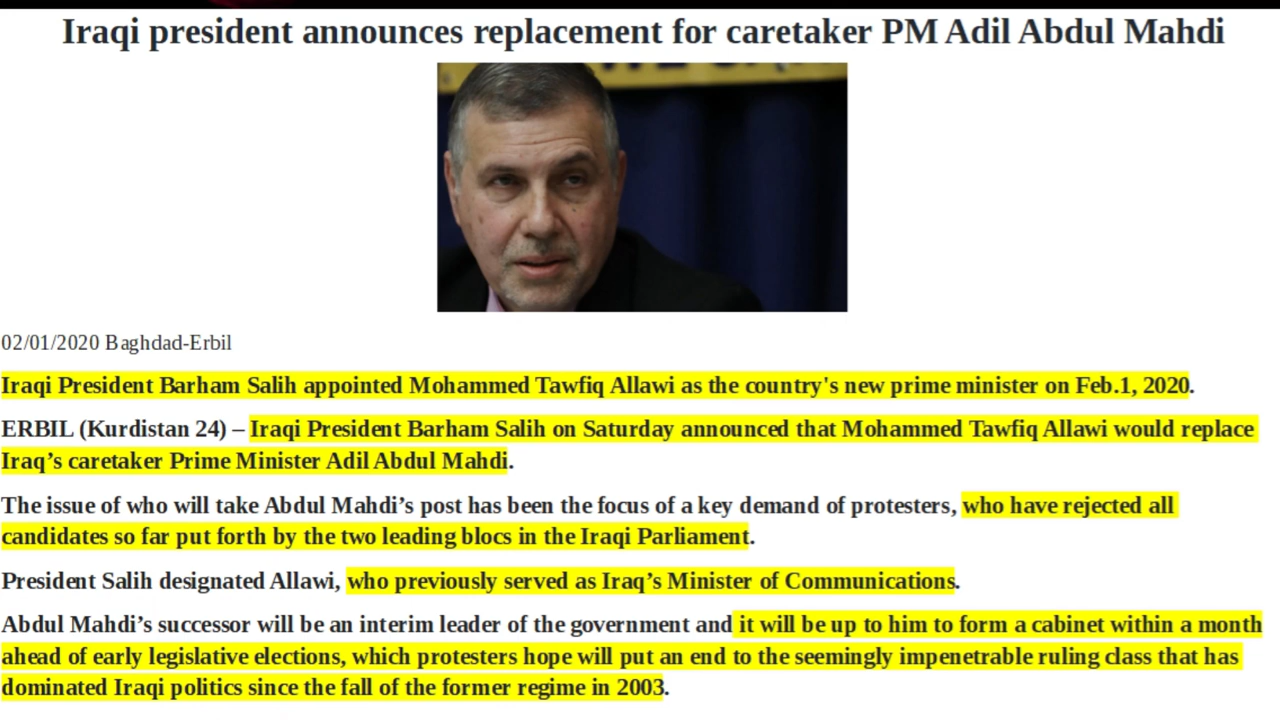 Iraqi president announces replacement for caretaker PM Adil Abdul Mahdi
02/01/2020 Baghdad-Erbil
Iraqi President Barham Salih appointed Mohammed Tawfiq Allawi as the country's new prime minister on Feb.1, 2020.
ERBIL (Kurdistan 24) – Iraqi President Barham Salih on Saturday announced that Mohammed Tawfiq Allawi would replace
Iraq’s caretaker Prime Minister Adil Abdul Mahdi.
The issue of who will take Abdul Mahdi’s post has been the focus of a key demand of protesters, who have rejected all
candidates so far put forth by the two leading blocs in the Iraqi Parliament.
President Salih designated Allawi, who previously served as Iraq’s Minister of Communications.
Abdul Mahdi’s successor will be an interim leader of the government and it will be up to him to form a cabinet within a month
ahead of early legislative elections, which protesters hope will put an end to the seemingly impenetrable ruling class that has
dominated Iraqi politics since the fall of the former regime in 2003.